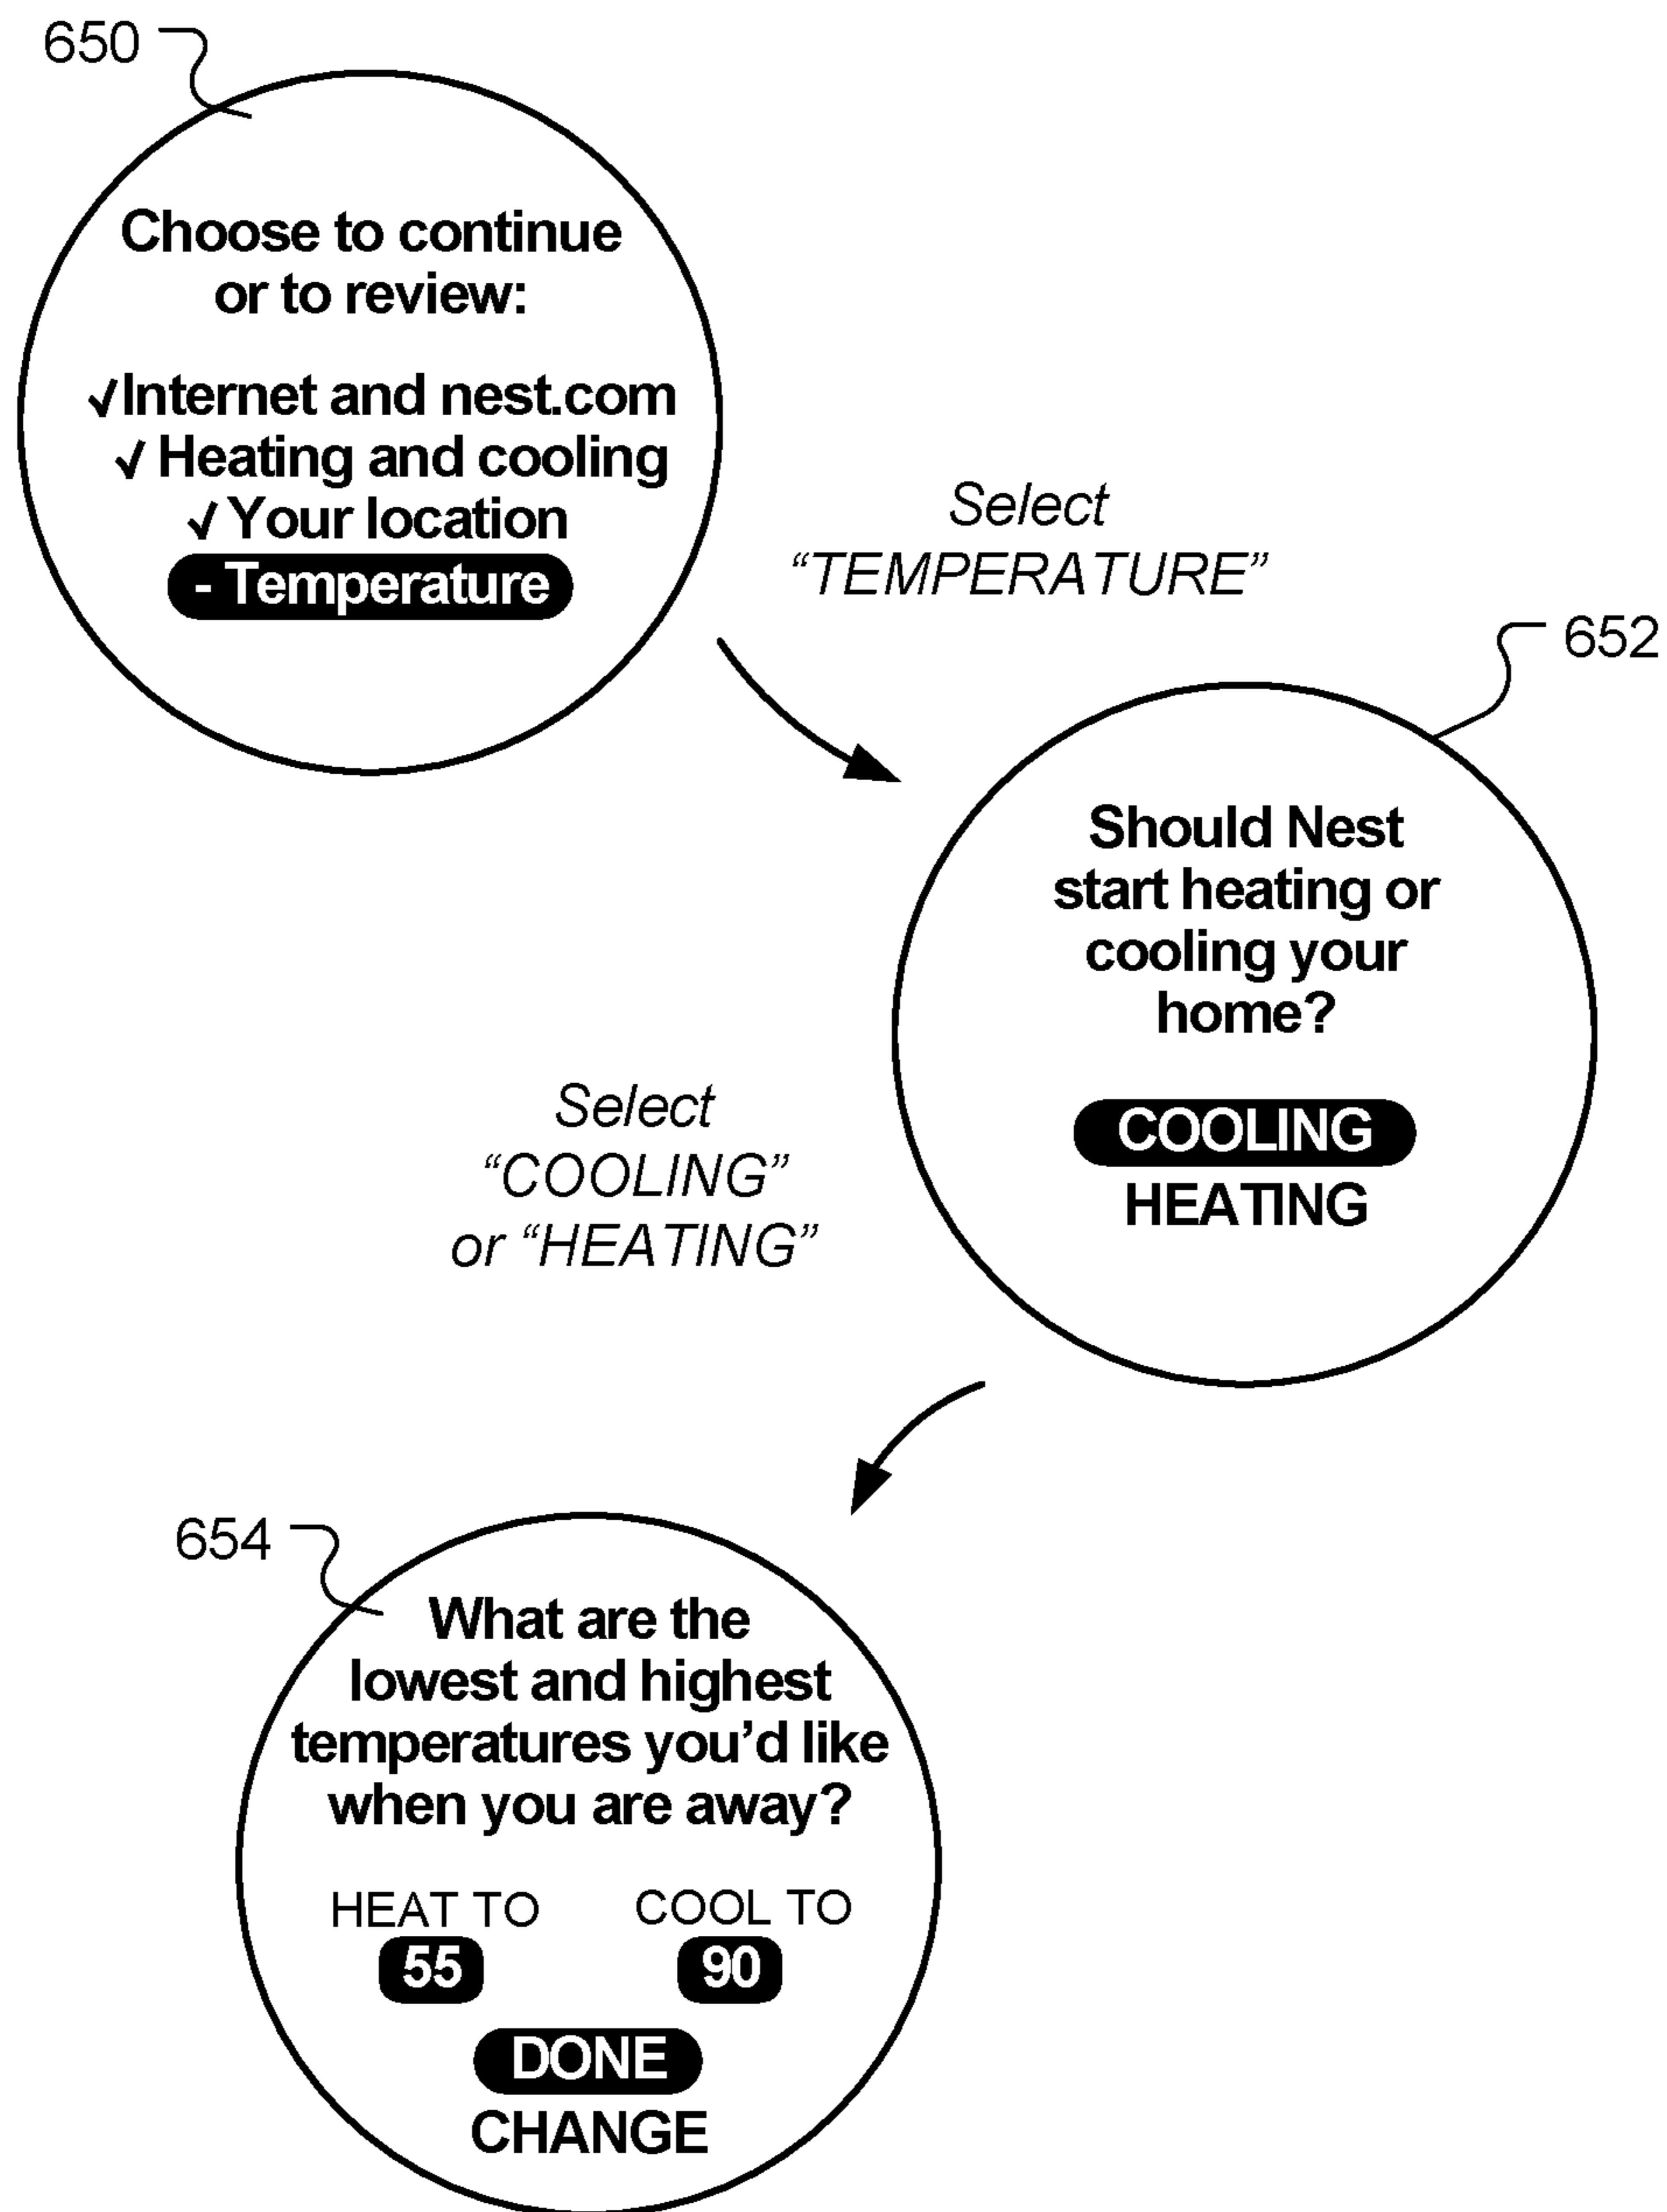 650
Choose to continue
or to review:
✓Internet and nest.com
✓ Heating and cooling
✓ Your location
- Temperature
Select
“TEMPERATURE”
652
Should Nest
start heating or
cooling your
home?
COOLING
HEATING
Select
“COOLING”
or “HEATING”
654
What are the
lowest and highest
temperatures you’d like
when you are away?
HEAT TO COOL TO
55 90
DONE
CHANGE